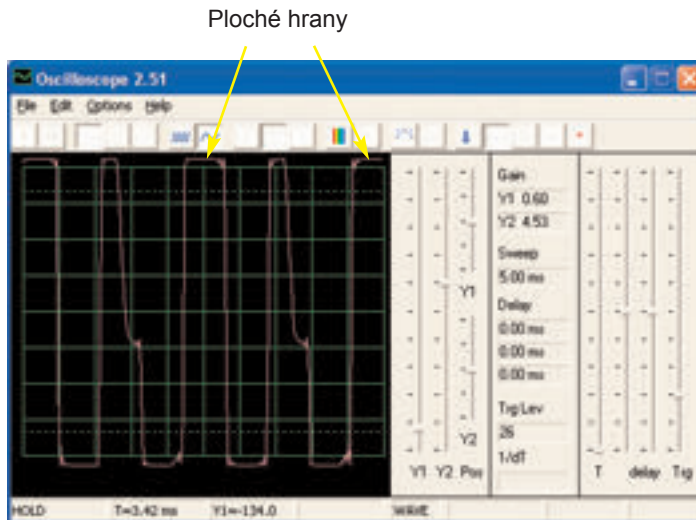 Ploché hrany
Oscilloscope 2.51
File Edit Options Help
Gain
Y1 0.60
Y2 4.53
Sweep
5.00 ms
Y1
Delay
0.00 ms
0.00 ms
0.00 ms
Trg Lev
26
Y2
1/dT
Y1 Y2 Pos
T delay Trg
HOLD T=3.42 ms Y1=-134.0 WAVE